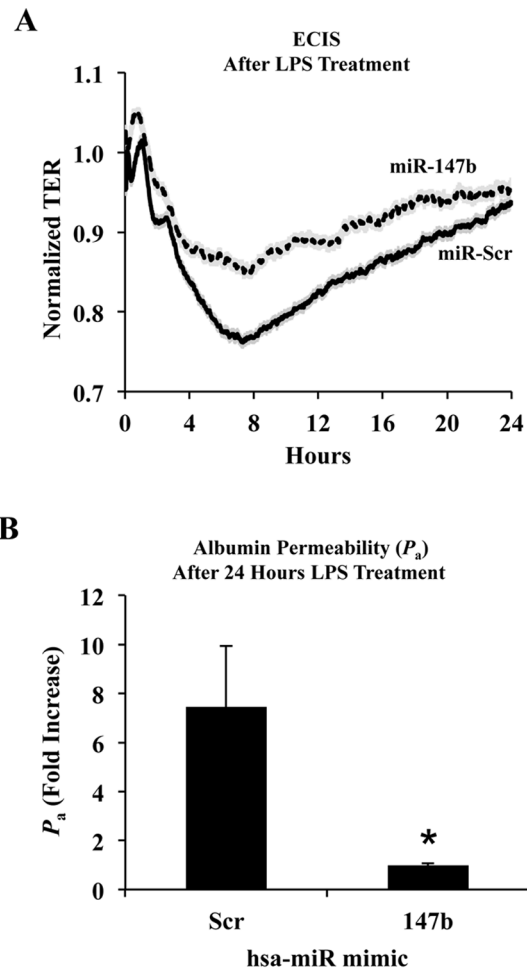 A
ECIS
After LPS Treatment
Normalized TER
1.1
1.0
0.9
0.8
0.7
miR-147b
miR-Scr
0 4 8 12 16 20 24
Hours
B
Albumin Permeability (Pa)
After 24 Hours LPS Treatment
Pa (Fold Increase)
12
10
8
6
4
2
0
*
Scr 147b
hsa-miR mimic